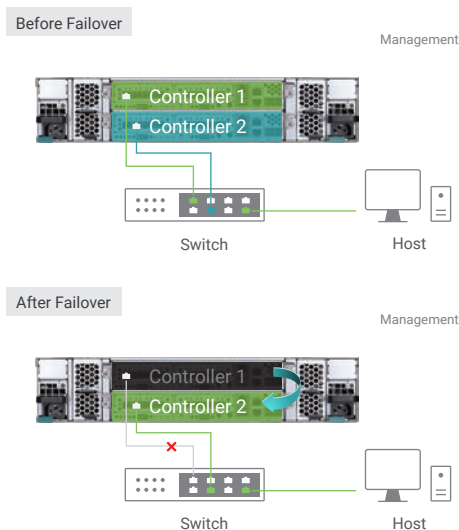 Before Failover
Management
Controller 1
Controller 2
Switch
Host
After Failover
Management
Controller 1
Controller 2
Switch
Host